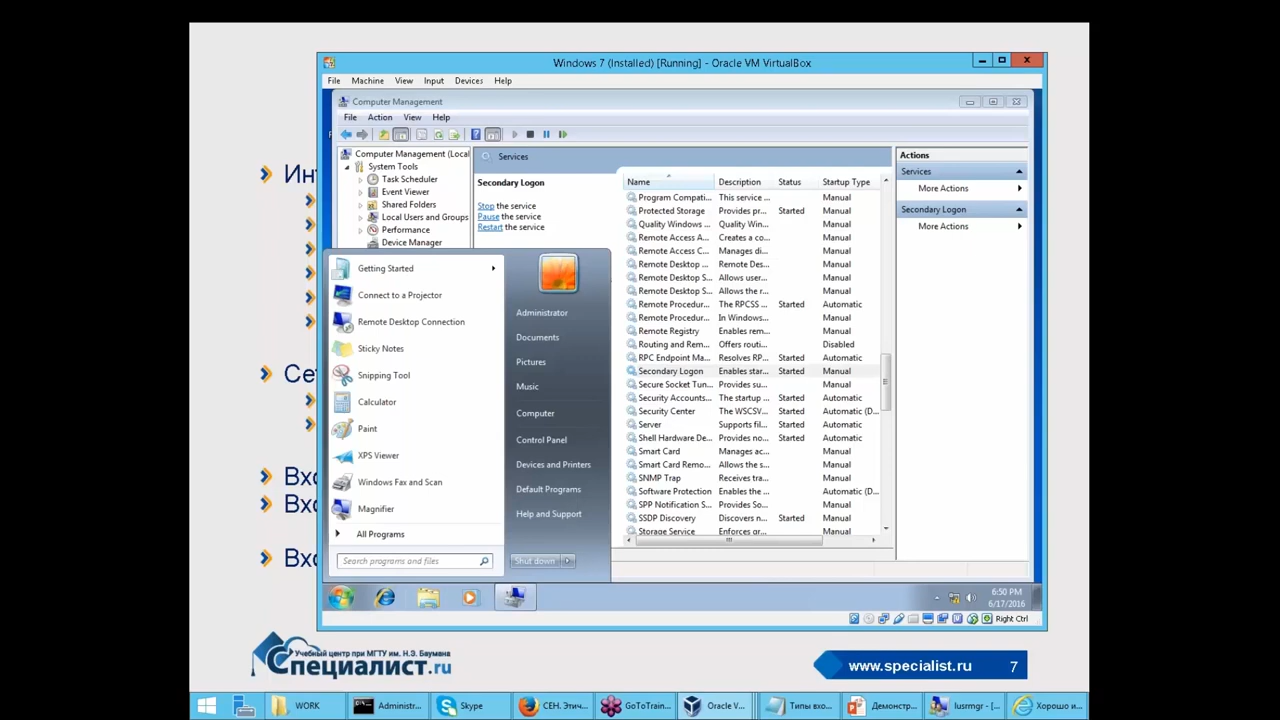 Windows 7 (Installed) [Running] - Oracle VM VirtualBox
File Machine View Input Devices Help
Computer Management
File Action View Help
Computer Management (Local
System Tools
Task Scheduler
Event Viewer
Shared Folders
Local Users and Groups
Performance
Device Manager
Services
Secondary Logon
Stop the service
Pause the service
Restart the service
Name Description Status Startup Type
Program Compati... This service ... Manual
Protected Storage Provides pr... Started Manual
Quality Windows ... Quality Win... Manual
Remote Access A... Creates a co... Manual
Remote Access C... Manages di... Manual
Remote Desktop ... Remote Des... Manual
Remote Desktop S... Allows user... Manual
Remote Desktop S... Allows the r... Manual
Remote Procedur... The RPCSS ... Started Automatic
Remote Procedur... In Windows... Manual
Remote Registry Enables rem... Manual
Routing and Rem... Offers routi... Disabled
RPC Endpoint Ma... Resolves RP... Started Automatic
Secondary Logon Enables star... Started Manual
Secure Socket Tun... Provides su... Manual
Security Accounts... The startup ... Started Automatic
Security Center The WSCSV... Started Automatic (D...
Server Supports fil... Started Automatic
Shell Hardware De... Provides no... Started Automatic
Smart Card Manages ac... Manual
Smart Card Remo... Allows the s... Manual
SNMP Trap Receives tra... Manual
Software Protection Enables the ... Automatic (D...
SPP Notification S... Provides So... Manual
SSDP Discovery Discovers n... Started Manual
Storage Service Enforces gr... Manual
Actions
Services
More Actions
Secondary Logon
More Actions
Getting Started
Connect to a Projector
Remote Desktop Connection
Sticky Notes
Snipping Tool
Calculator
Paint
XPS Viewer
Windows Fax and Scan
Magnifier
All Programs
Search programs and files
Administrator
Documents
Pictures
Music
Computer
Control Panel
Devices and Printers
Default Programs
Help and Support
Shut down
6:50 PM
6/17/2016
Right Ctrl
Инт
Сет
Вхо
Вхо
Вхо
Учебный центр при МГТУ им. Н.Э. Баумана
Специалист.ru
www.specialist.ru 7
WORK Administr... Skype СЕН. Этич... GoToTrain... Oracle V... Типы вхо... Демонстр... lusrmgr - [... Хорошо и...